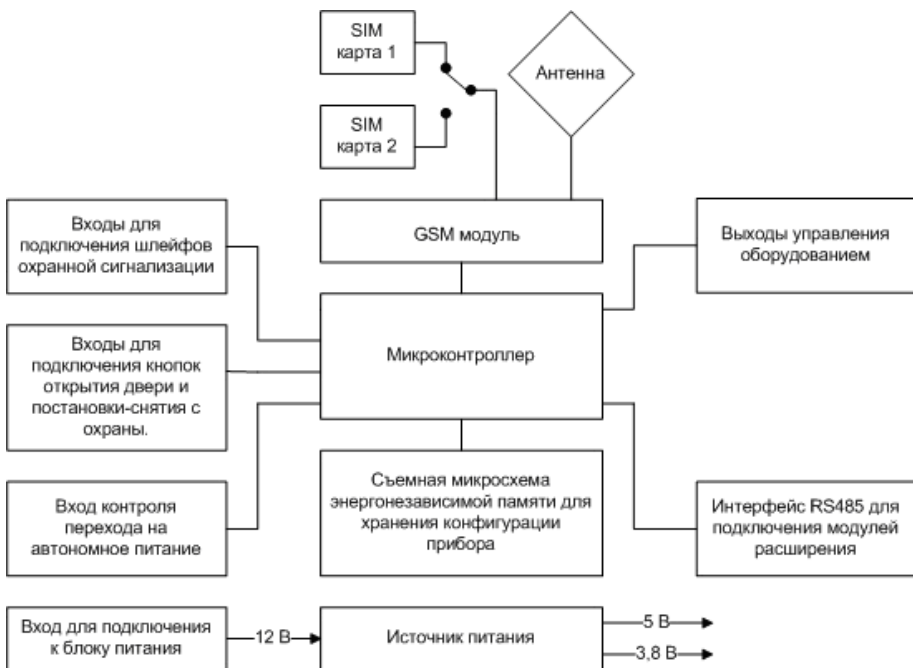 SIM
карта 1
Антенна
SIM
карта 2
Входы для
подключения шлейфов
охранной сигнализации
GSM модуль
Выходы управления
оборудованием
Входы для
подключения кнопок
открытия двери и
постановки-снятия с
охраны.
Микроконтроллер
Вход контроля
перехода на
автономное питание
Съемная микросхема
энергонезависимой памяти для
хранения конфигурации
прибора
Интерфейс RS485 для
подключения модулей
расширения
Вход для подключения
к блоку питания
12 В
Источник питания
5 В
3,8 В